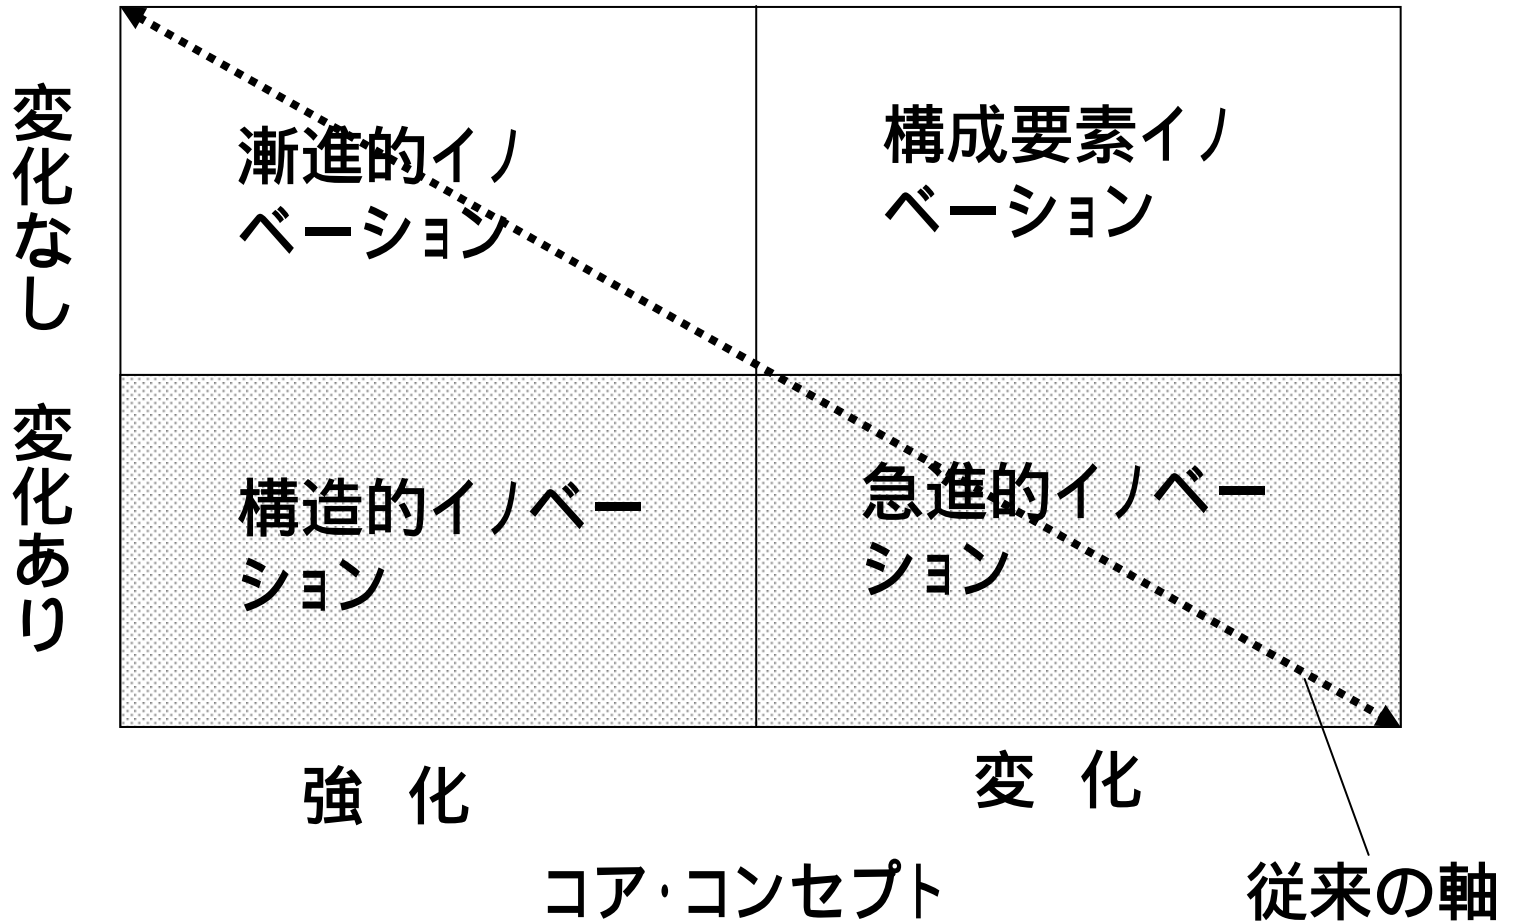 変化なし
漸進的イノ
ベーション
構成要素イノ
ベーション
変化あり
構造的イノベー
ション
急進的イノベー
ション
強 化
変 化
コア・コンセプト
従来の軸